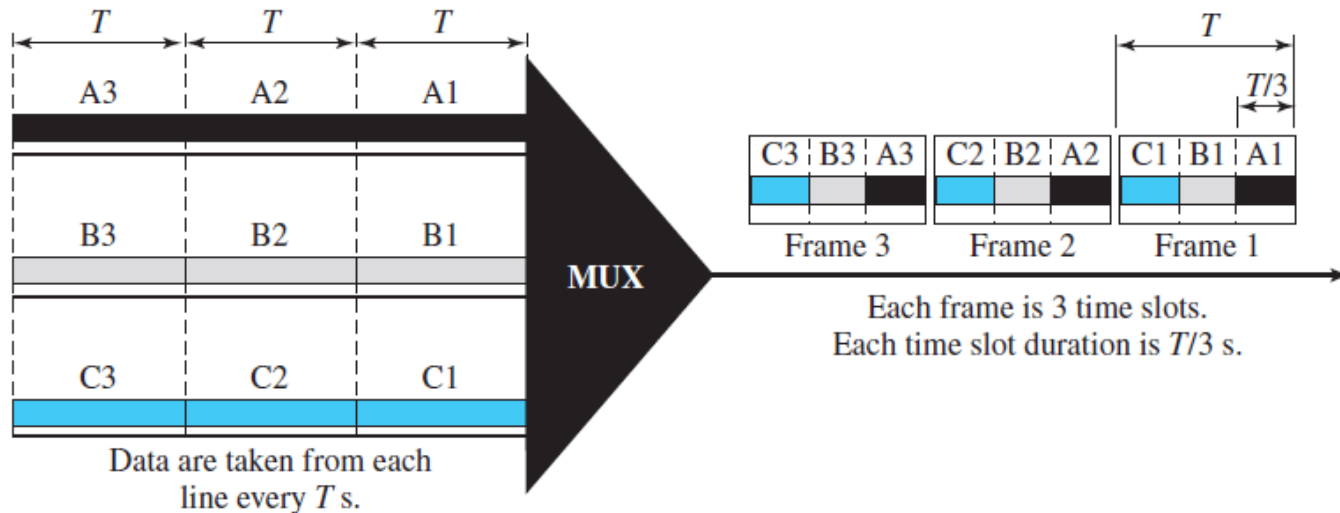 T T T
A3 A2 A1
B3 B2 B1
C3 C2 C1
Data are taken from each
line every T s.
MUX
T
T/3
C3 B3 A3 C2 B2 A2 C1 B1 A1
Frame 3 Frame 2 Frame 1
Each frame is 3 time slots.
Each time slot duration is T/3 s.